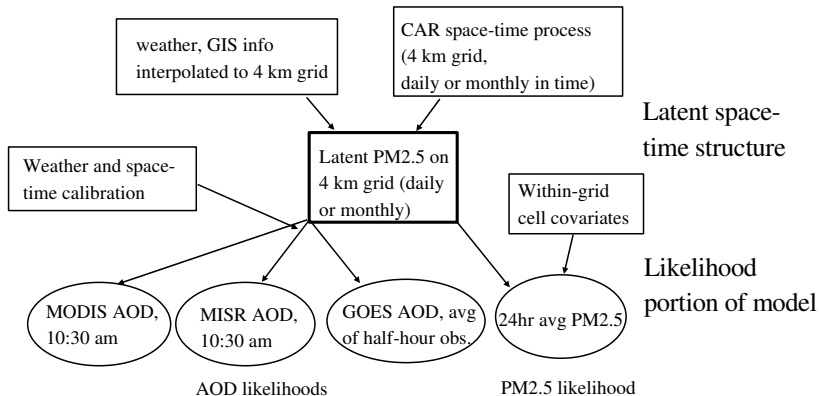 weather, GIS info
interpolated to 4 km grid
CAR space-time process
(4 km grid,
daily or monthly in time)
Latent space-
time structure
Weather and space-
time calibration
Latent PM2.5 on
4 km grid (daily
or monthly)
Within-grid
cell covariates
Likelihood
portion of model
MODIS AOD,
10:30 am
MISR AOD,
10:30 am
GOES AOD, avg
of half-hour obs.
24hr avg PM2.5
AOD likelihoods
PM2.5 likelihood